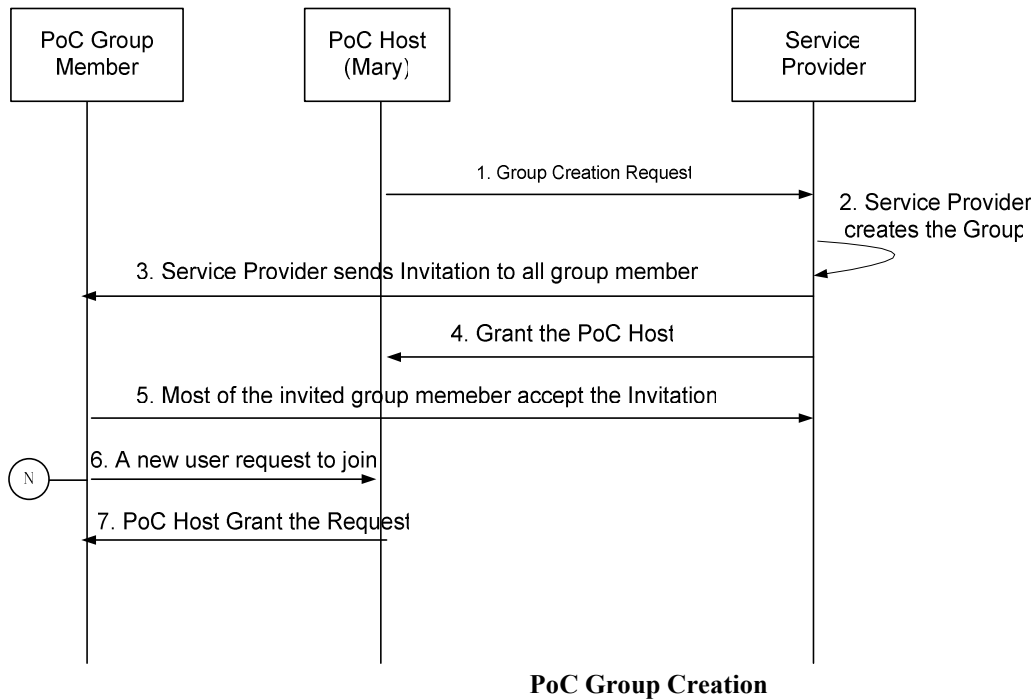 PoC Group
Member
PoC Host
(Mary)
Service
Provider
1. Group Creation Request
2. Service Provider
creates the Group
3. Service Provider sends Invitation to all group member
4. Grant the PoC Host
5. Most of the invited group memeber accept the Invitation
6. A new user request to join
N
7. PoC Host Grant the Request
PoC Group Creation